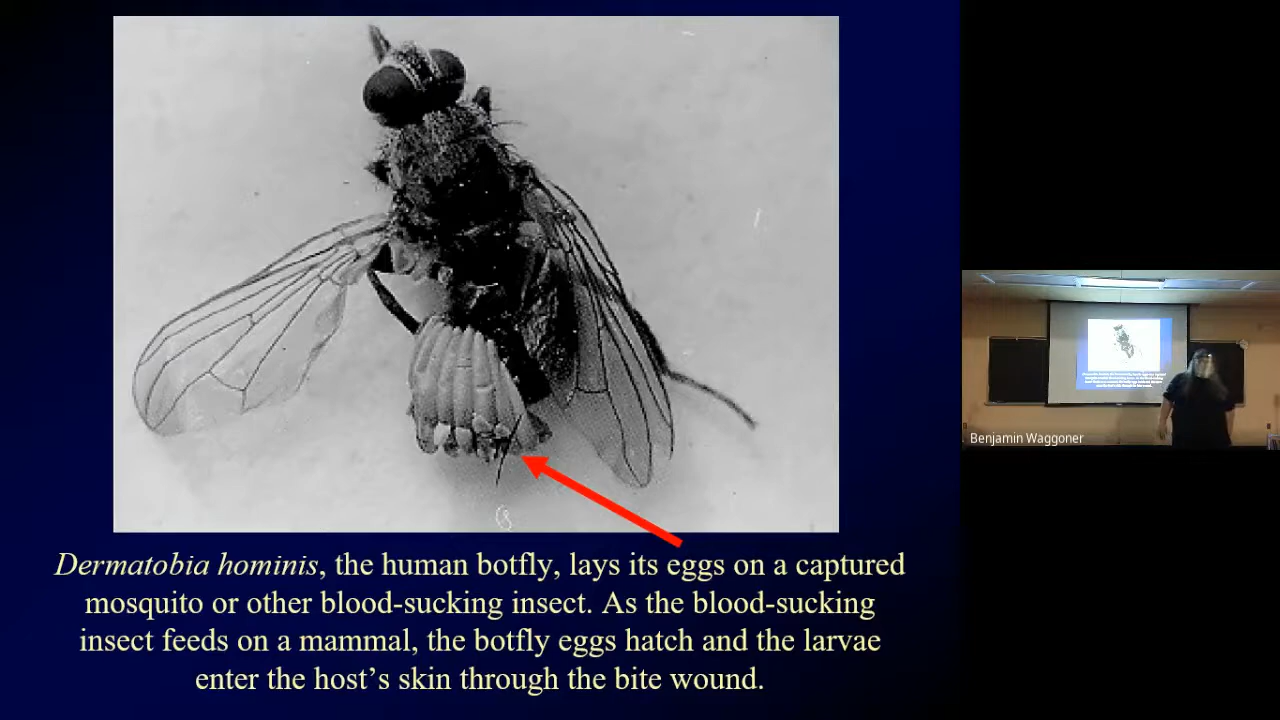 Dermatobia hominis, the human botfly, lays its eggs on a captured
mosquito or other blood-sucking insect. As the blood-sucking
insect feeds on a mammal, the botfly eggs hatch and the larvae
enter the host’s skin through the bite wound.
Benjamin Waggoner